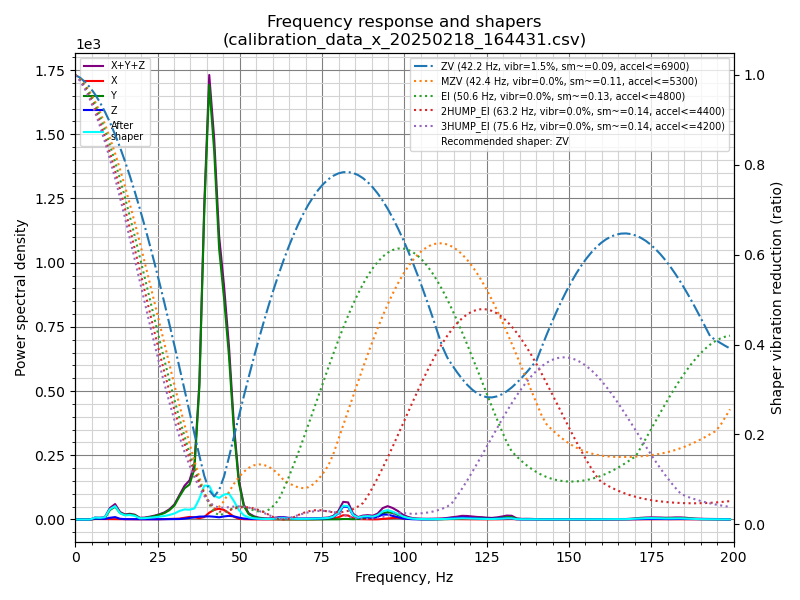 Frequency response and shapers
(calibration_data_x_20250218_164431.csv)
1e3
X+Y+Z
X
Y
Z
After
shaper
ZV (42.2 Hz, vibr=1.5%, sm~=0.09, accel<=6900)
MZV (42.4 Hz, vibr=0.0%, sm~=0.11, accel<=5300)
EI (50.6 Hz, vibr=0.0%, sm~=0.13, accel<=4800)
2HUMP_EI (63.2 Hz, vibr=0.0%, sm~=0.14, accel<=4400)
3HUMP_EI (75.6 Hz, vibr=0.0%, sm~=0.14, accel<=4200)
Recommended shaper: ZV
Power spectral density
1.75
1.50
1.25
1.00
0.75
0.50
0.25
0.00
1.0
0.8
0.6
0.4
0.2
0.0
Shaper vibration reduction (ratio)
0 25 50 75 100 125 150 175 200
Frequency, Hz